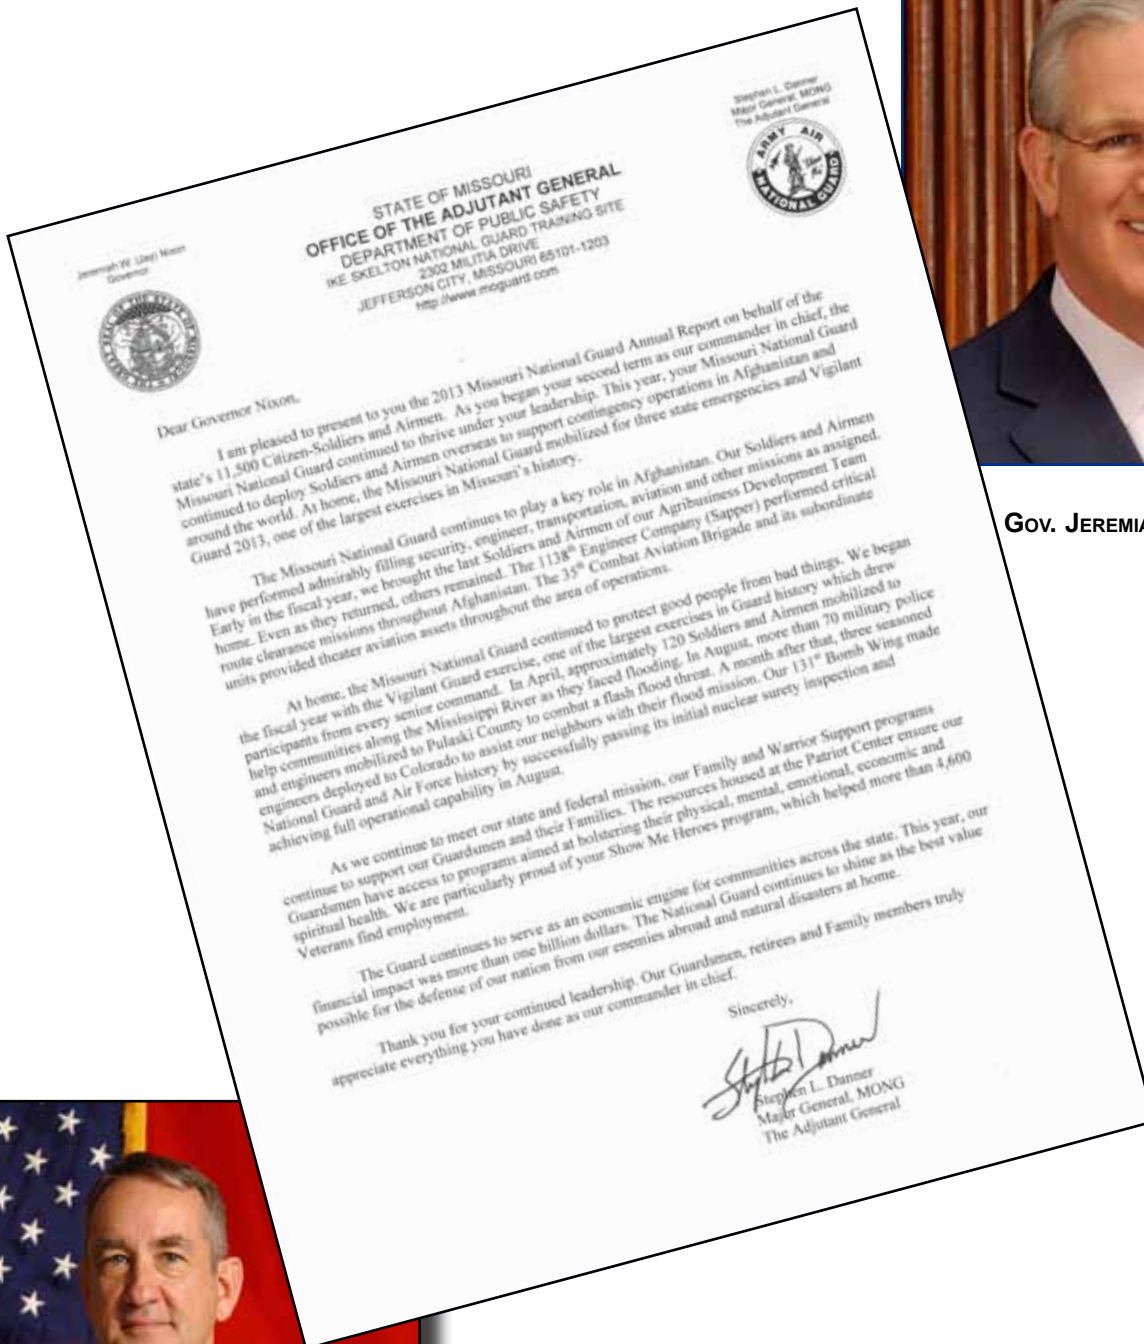 Stephen L. Danner
Major General, MONG
The Adjutant General
ARMY AIR
NATIONAL GUARD
STATE OF MISSOURI
OFFICE OF THE ADJUTANT GENERAL
DEPARTMENT OF PUBLIC SAFETY
IKE SKELTON NATIONAL GUARD TRAINING SITE
2302 MILITIA DRIVE
JEFFERSON CITY, MISSOURI 65101-1203
http://www.moguard.com
Jeremiah W. (Jay) Nixon
Governor
Dear Governor Nixon,
I am pleased to present to you the 2013 Missouri National Guard Annual Report on behalf of the
state's 11,500 Citizen-Soldiers and Airmen. As you began your second term as our commander in chief, the
Missouri National Guard continued to thrive under your leadership. This year, your Missouri National Guard
continued to deploy Soldiers and Airmen overseas to support contingency operations in Afghanistan and
around the world. At home, the Missouri National Guard mobilized for three state emergencies and Vigilant
Guard 2013, one of the largest exercises in Missouri's history.
The Missouri National Guard continues to play a key role in Afghanistan. Our Soldiers and Airmen
have performed admirably filling security, engineer, transportation, aviation and other missions as assigned.
Early in the fiscal year, we brought the last Soldiers and Airmen of our Agribusiness Development Team
home. Even as they returned, others remained. The 1138th Engineer Company (Sapper) performed critical
route clearance missions throughout Afghanistan. The 35th Combat Aviation Brigade and its subordinate
units provided theater aviation assets throughout the area of operations.
At home, the Missouri National Guard continued to protect good people from bad things. We began
the fiscal year with the Vigilant Guard exercise, one of the largest exercises in Guard history which drew
participants from every senior command. In April, approximately 120 Soldiers and Airmen mobilized to
help communities along the Mississippi River as they faced flooding. In August, more than 70 military police
and engineers mobilized to Pulaski County to combat a flash flood threat. A month after that, three seasoned
engineers deployed to Colorado to assist our neighbors with their flood mission. Our 131st Bomb Wing made
National Guard and Air Force history by successfully passing its initial nuclear surety inspection and
achieving full operational capability in August.
As we continue to meet our state and federal mission, our Family and Warrior Support programs
continue to support our Guardsmen and their Families. The resources housed at the Patriot Center ensure our
Guardsmen have access to programs aimed at bolstering their physical, mental, emotional, economic and
spiritual health. We are particularly proud of your Show Me Heroes program, which helped more than 4,600
Veterans find employment.
The Guard continues to serve as an economic engine for communities across the state. This year, our
financial impact was more than one billion dollars. The National Guard continues to shine as the best value
possible for the defense of our nation from our enemies abroad and natural disasters at home.
Thank you for your continued leadership. Our Guardsmen, retirees and Family members truly
appreciate everything you have done as our commander in chief.
Sincerely,
Stephen L. Danner
Major General, MONG
The Adjutant General
GOV. JEREMIA